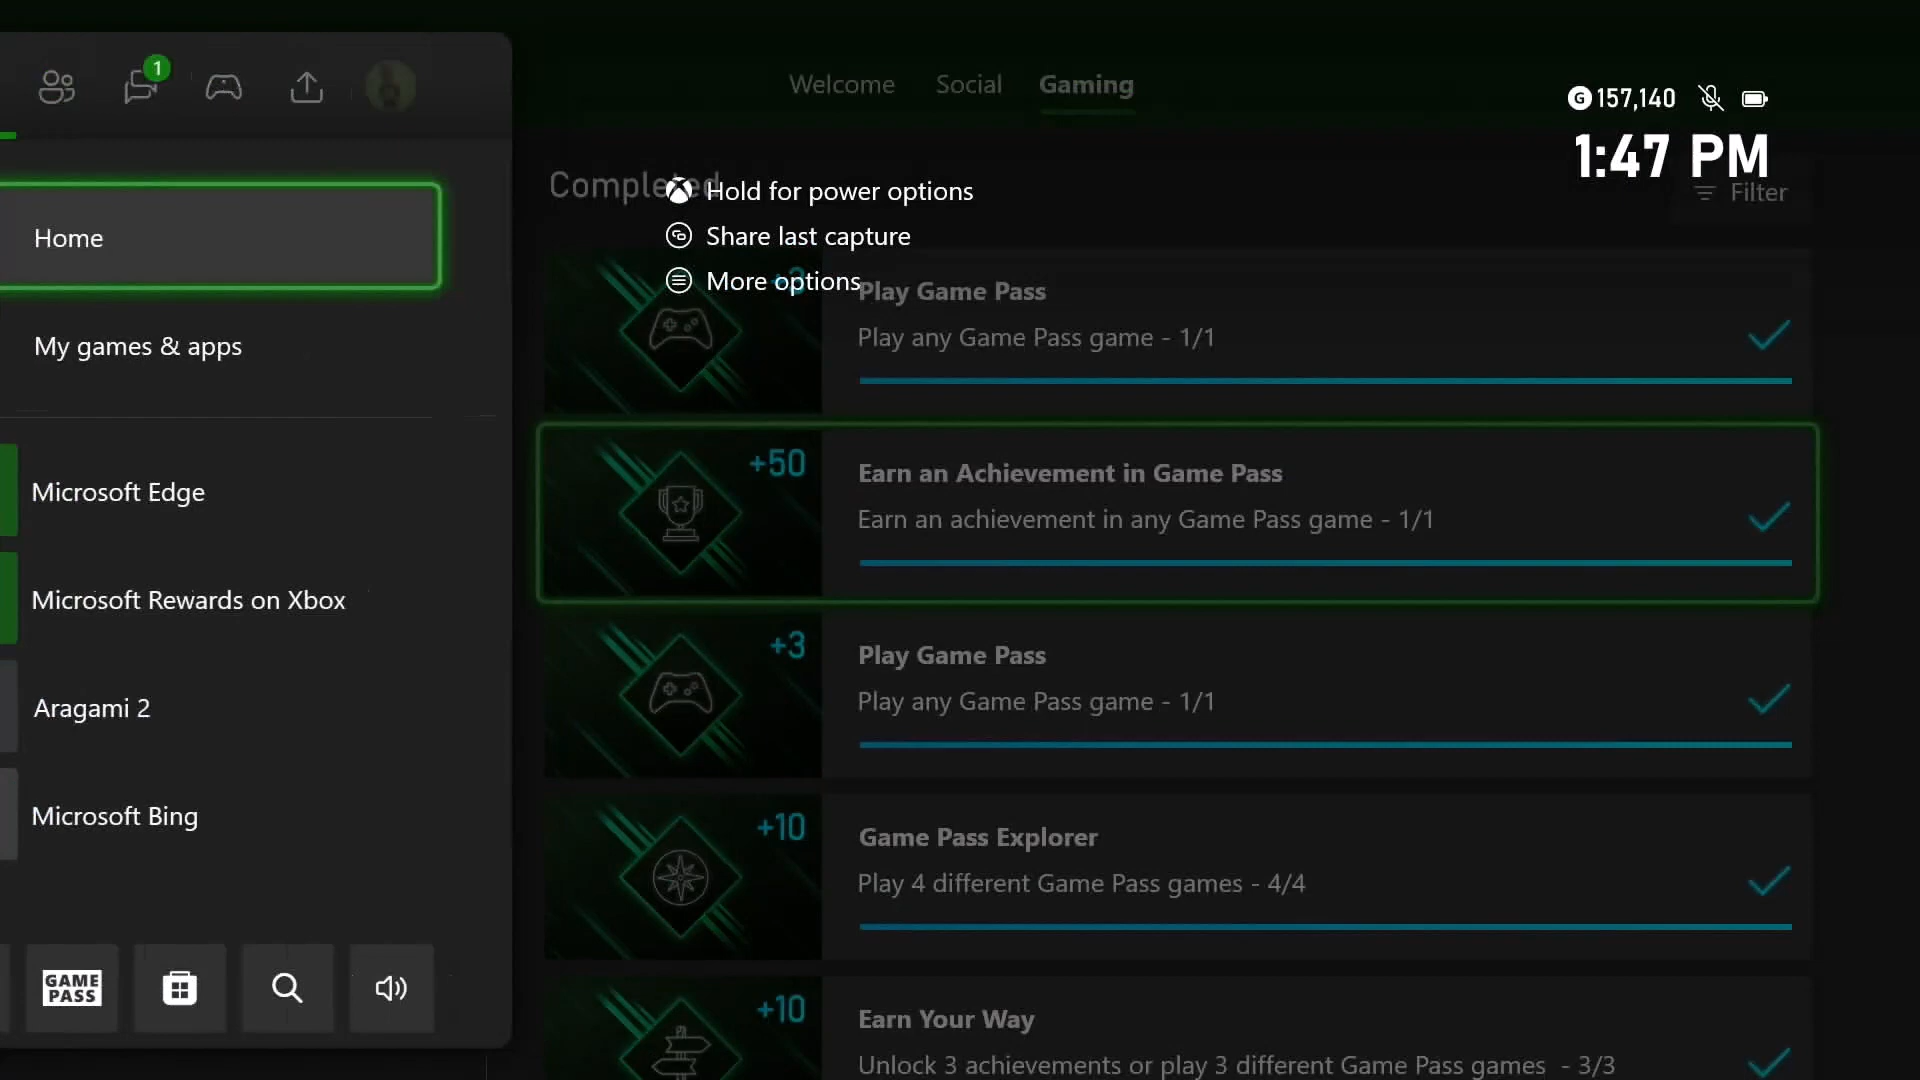 1
Home
My games & apps
Microsoft Edge
Microsoft Rewards on Xbox
Aragami 2
Microsoft Bing
GAME
PASS
Welcome
Social
Gaming
G 157,140
1:47 PM
Completed
Filter
Hold for power options
Share last capture
More options
+3
Play Game Pass
Play any Game Pass game - 1/1
+50
Earn an Achievement in Game Pass
Earn an achievement in any Game Pass game - 1/1
+3
Play Game Pass
Play any Game Pass game - 1/1
+10
Game Pass Explorer
Play 4 different Game Pass games - 4/4
+10
Earn Your Way
Unlock 3 achievements or play 3 different Game Pass games - 3/3